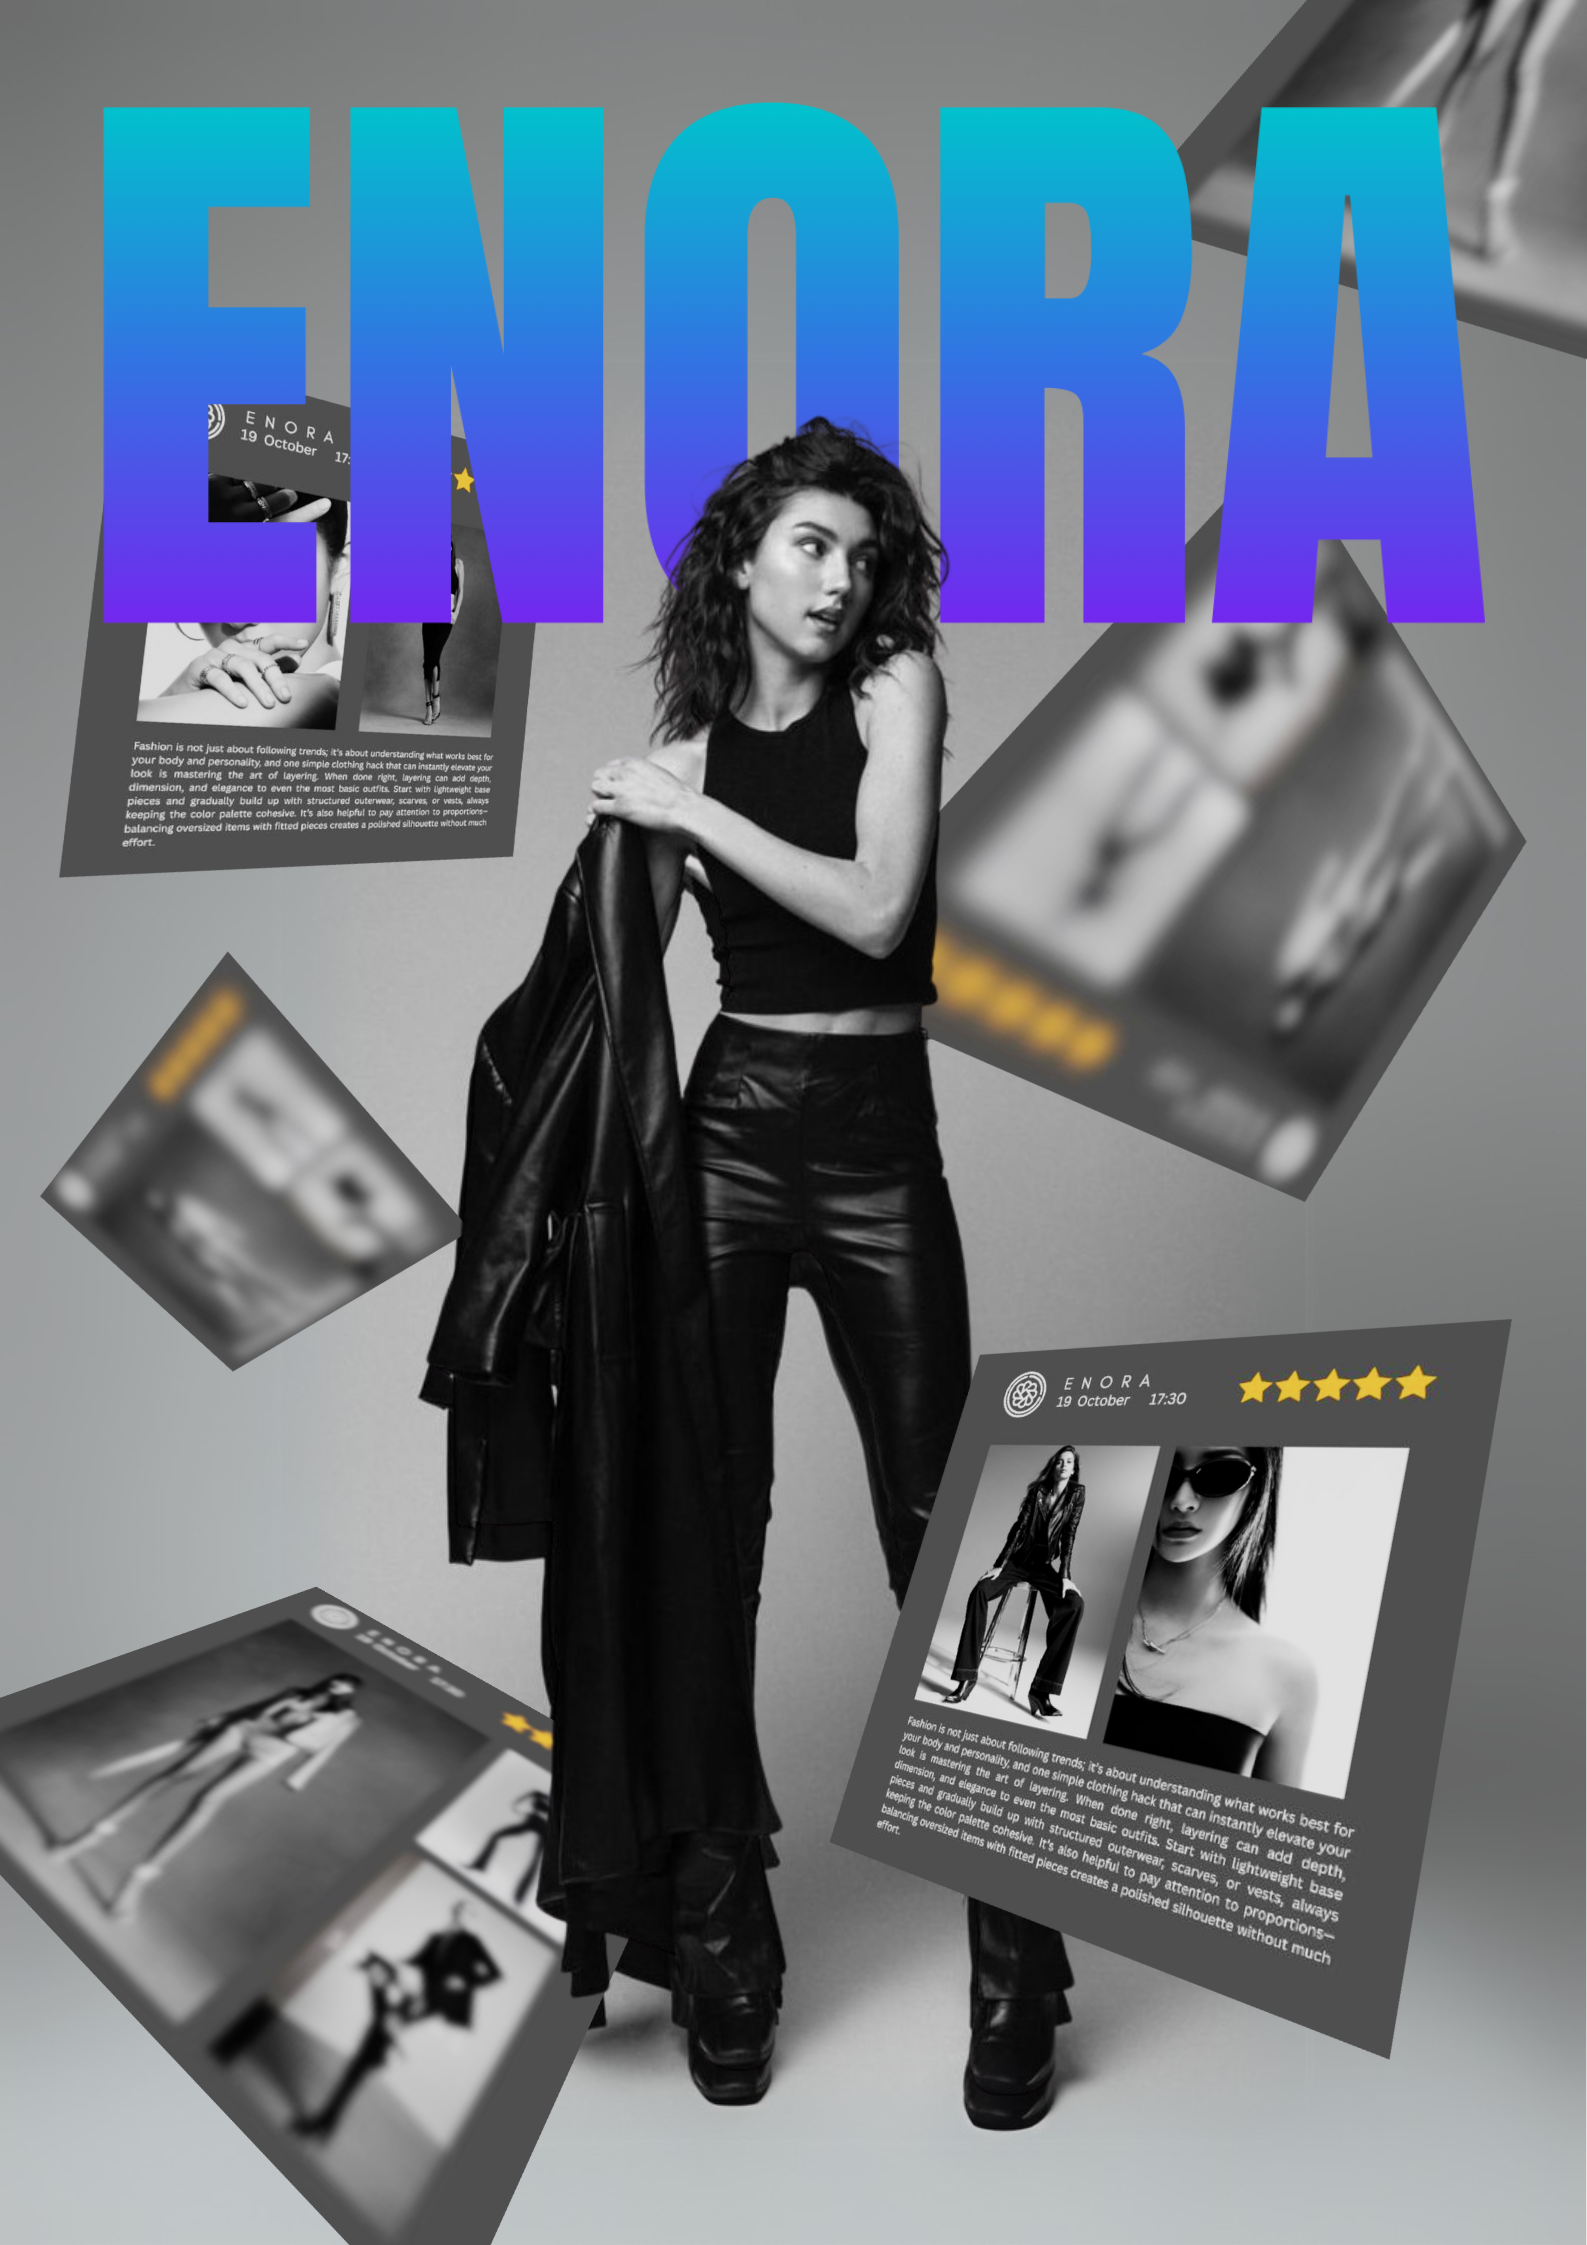 ENORA
ENORA
19 October 17:
Fashion is not just about following trends; it's about understanding what works best for
your body and personality, and one simple clothing hack that can instantly elevate your
look is mastering the art of layering. When done right, layering can add depth,
dimension, and elegance to even the most basic outfits. Start with lightweight base
pieces and gradually build up with structured outerwear, scarves, or vests, always
keeping the color palette cohesive. It's also helpful to pay attention to proportions—
balancing oversized items with fitted pieces creates a polished silhouette without much
effort.
ENORA
19 October 17:30
Fashion is not just about following trends; it's about understanding what works best for
your body and personality, and one simple clothing hack that can instantly elevate your
look is mastering the art of layering. When done right, layering can add depth,
dimension, and elegance to even the most basic outfits. Start with lightweight base
pieces and gradually build up with structured outerwear, scarves, or vests, always
keeping the color palette cohesive. It's also helpful to pay attention to proportions—
balancing oversized items with fitted pieces creates a polished silhouette without much
effort.
ENORA